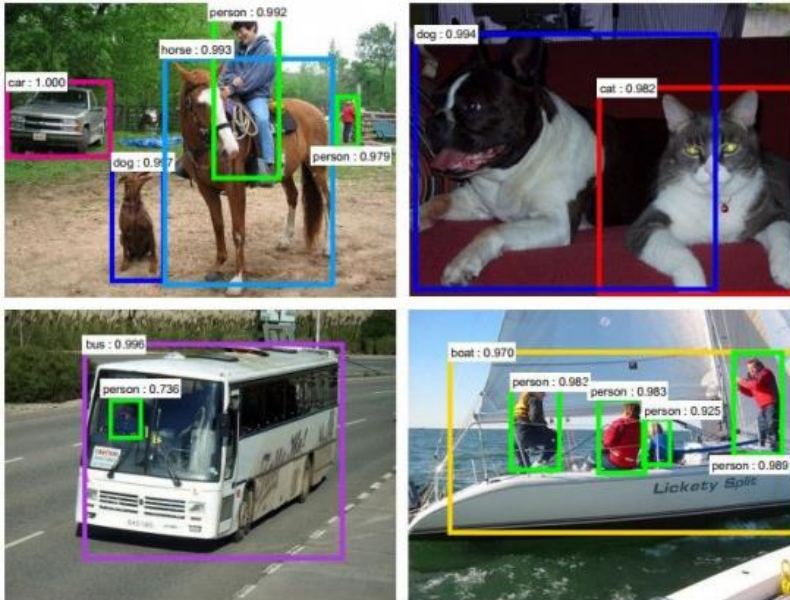 person : 0.992
horse : 0.993
car : 1.000
person : 0.979
dog : 0.997
dog : 0.994
cat : 0.982
bus : 0.996
person : 0.736
boat : 0.970
person : 0.982
person : 0.983
person : 0.925
person : 0.989
Lickety Split